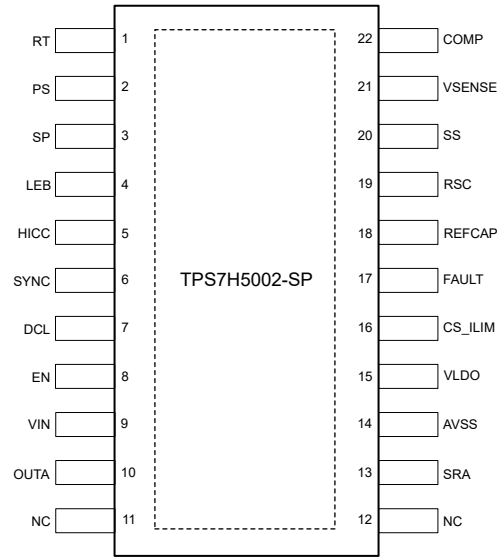 RT 1 22 COMP
PS 2 21 VSENSE
SP 3 20 SS
LEB 4 19 RSC
HICC 5 18 REFCAP
SYNC 6 TPS7H5002-SP 17 FAULT
DCL 7 16 CS_ILIM
EN 8 15 VLDO
VIN 9 14 AVSS
OUTA 10 13 SRA
NC 11 12 NC